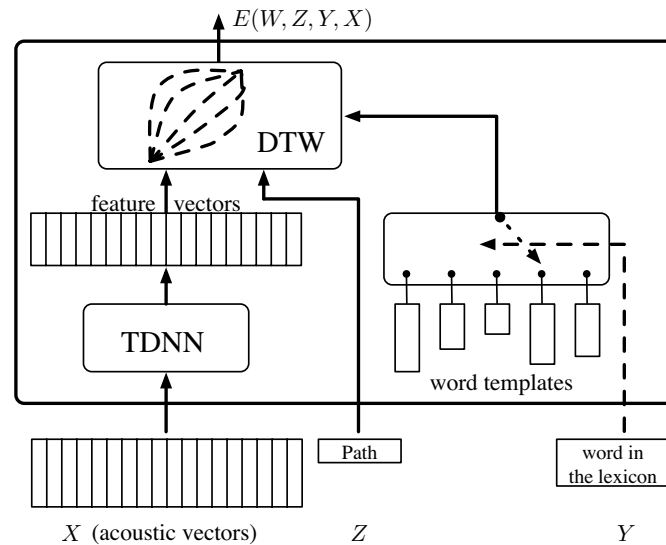 E(W, Z, Y, X)
DTW
feature vectors
TDNN
word templates
Path
word in
the lexicon
X (acoustic vectors)
Z
Y